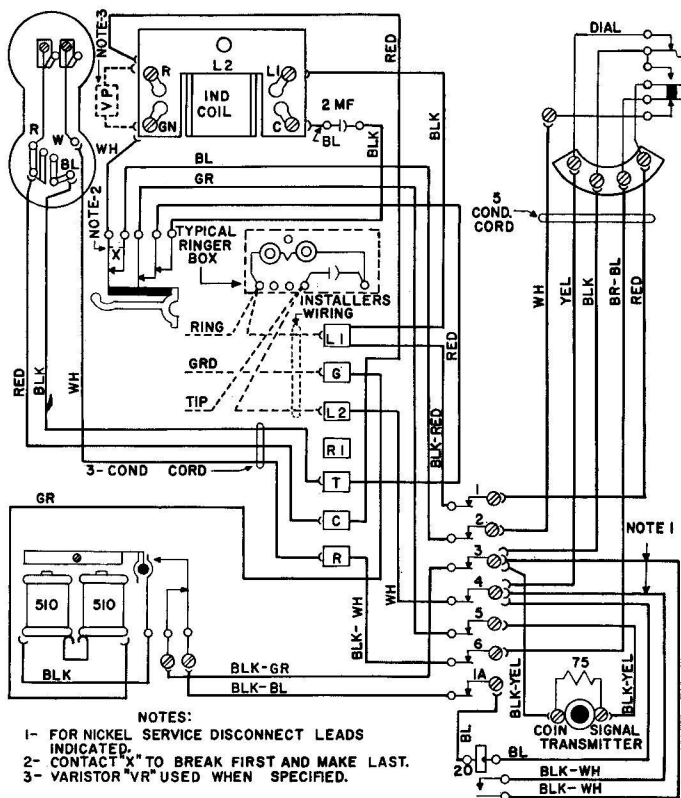 NOTE-3
RED
DIAL
R
L2
L1
VP
IND
COIL
GN
C
2 MF
BL
BLK
BLK
WH
BL
GR
R
W
BL
NOTE-2
"X"
TYPICAL
RINGER
BOX
INSTALLERS
WIRING
RING
GRD
TIP
L1
G
L2
R1
T
C
R
RED
BLK
WH
3- COND CORD
GR
RED
BLK-RED
5
COND.
CORD
WH
YEL
BLK
BR-BL
RED
1
2
3
4
5
6
1A
NOTE 1
WH
BLK- WH
510
510
BLK
BLK-GR
BLK-BL
BLK-YEL
75
BLK-YEL
COIN SIGNAL
TRANSMITTER
BL
20
BL
BLK-WH
BLK-WH
NOTES:
1- FOR NICKEL SERVICE DISCONNECT LEADS
INDICATED.
2- CONTACT "X" TO BREAK FIRST AND MAKE LAST.
3- VARISTOR "VR" USED WHEN SPECIFIED.